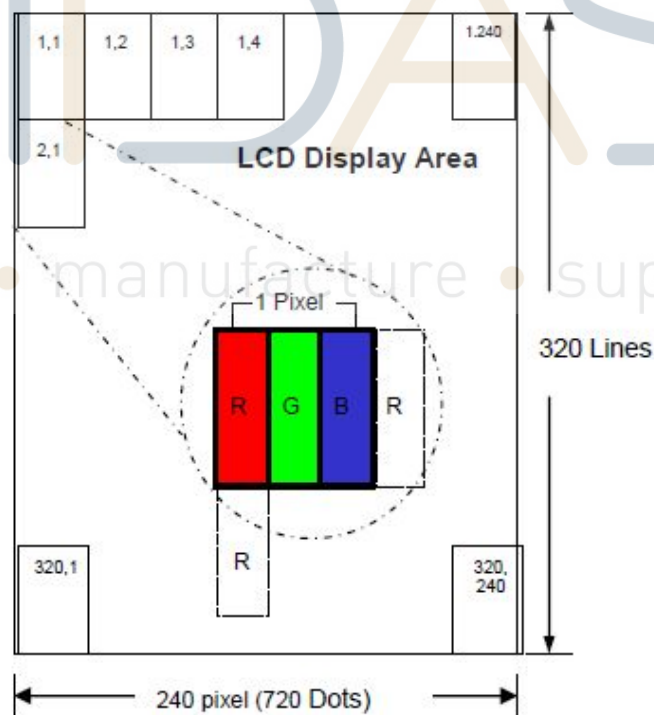 1,1 1,2 1,3 1,4 1.240
2,1
LCD Display Area
• manufacture • sup
1 Pixel
320 Lines
R G B R
R
320,1
320,
240
240 pixel (720 Dots)